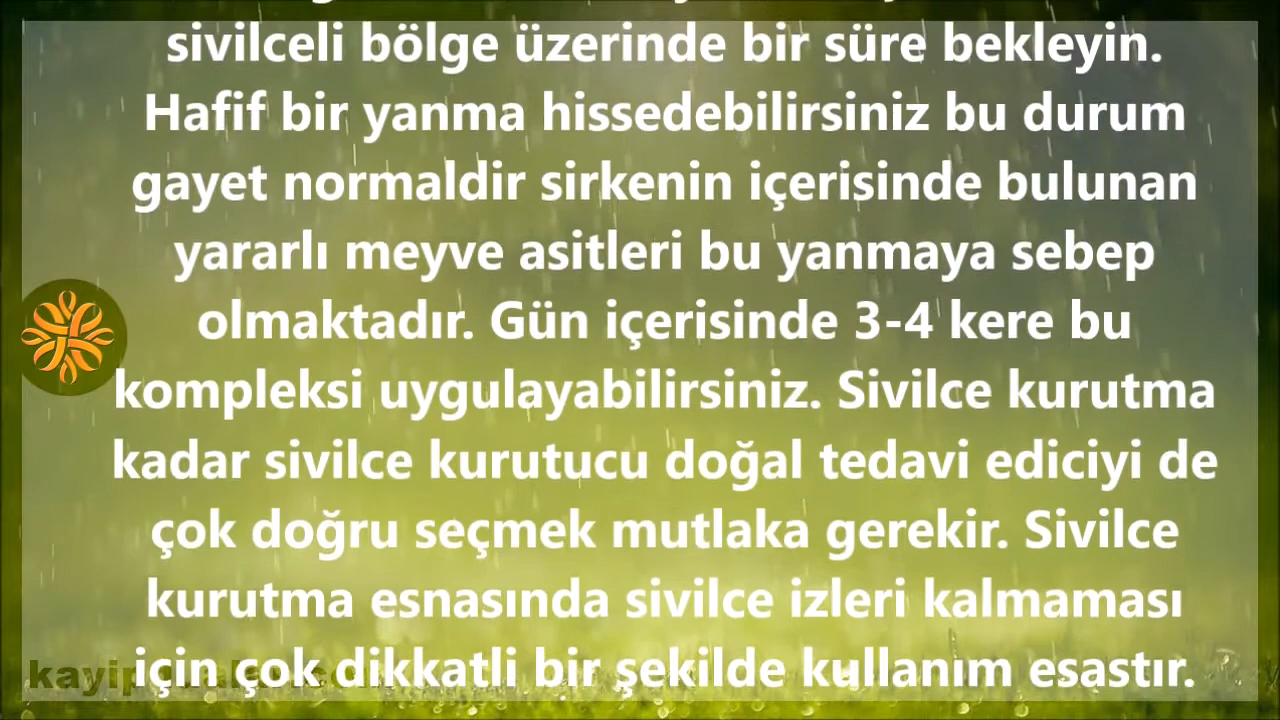 sivilceli bölge üzerinde bir süre bekleyin.
Hafif bir yanma hissedebilirsiniz bu durum
gayet normaldir sirkenin içerisinde bulunan
yararlı meyve asitleri bu yanmaya sebep
olmaktadır. Gün içerisinde 3-4 kere bu
kompleksi uygulayabilirsiniz. Sivilce kurutma
kadar sivilce kurutucu doğal tedavi ediciyi de
çok doğru seçmek mutlaka gerekir. Sivilce
kurutma esnasında sivilce izleri kalmaması
için çok dikkatli bir şekilde kullanım esastır.